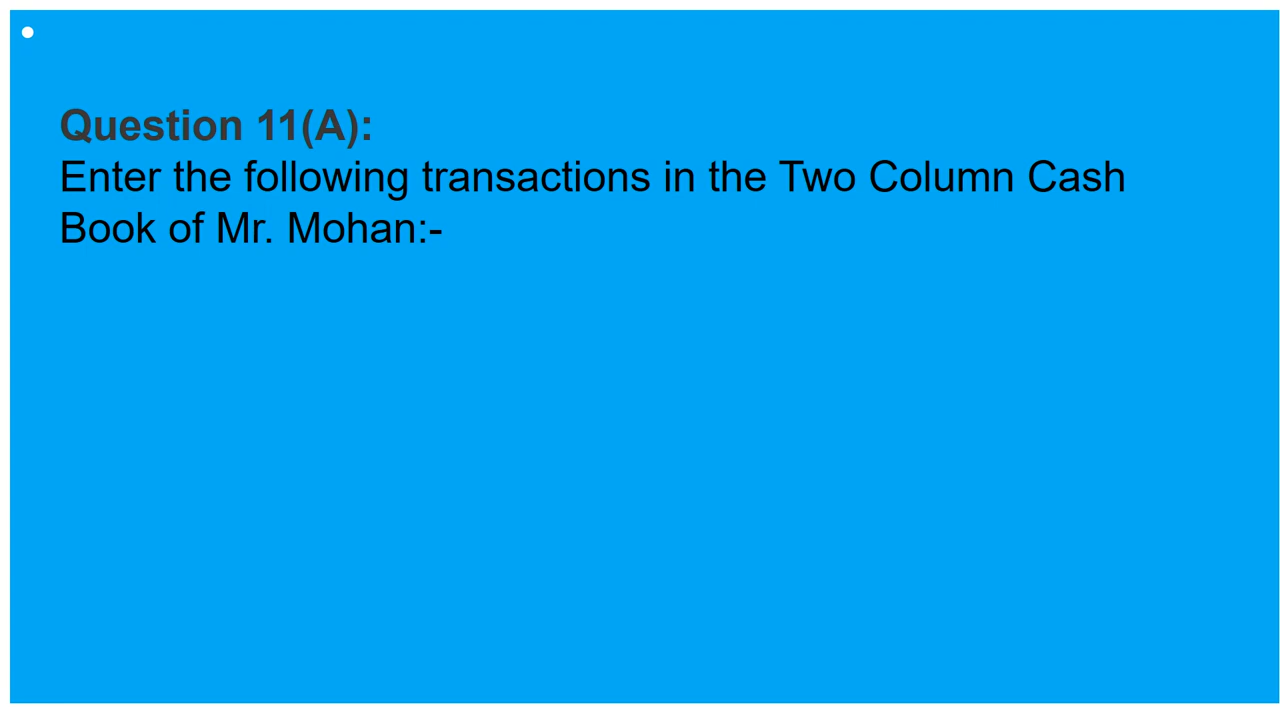 Question 11(A):
Enter the following transactions in the Two Column Cash
Book of Mr. Mohan:-